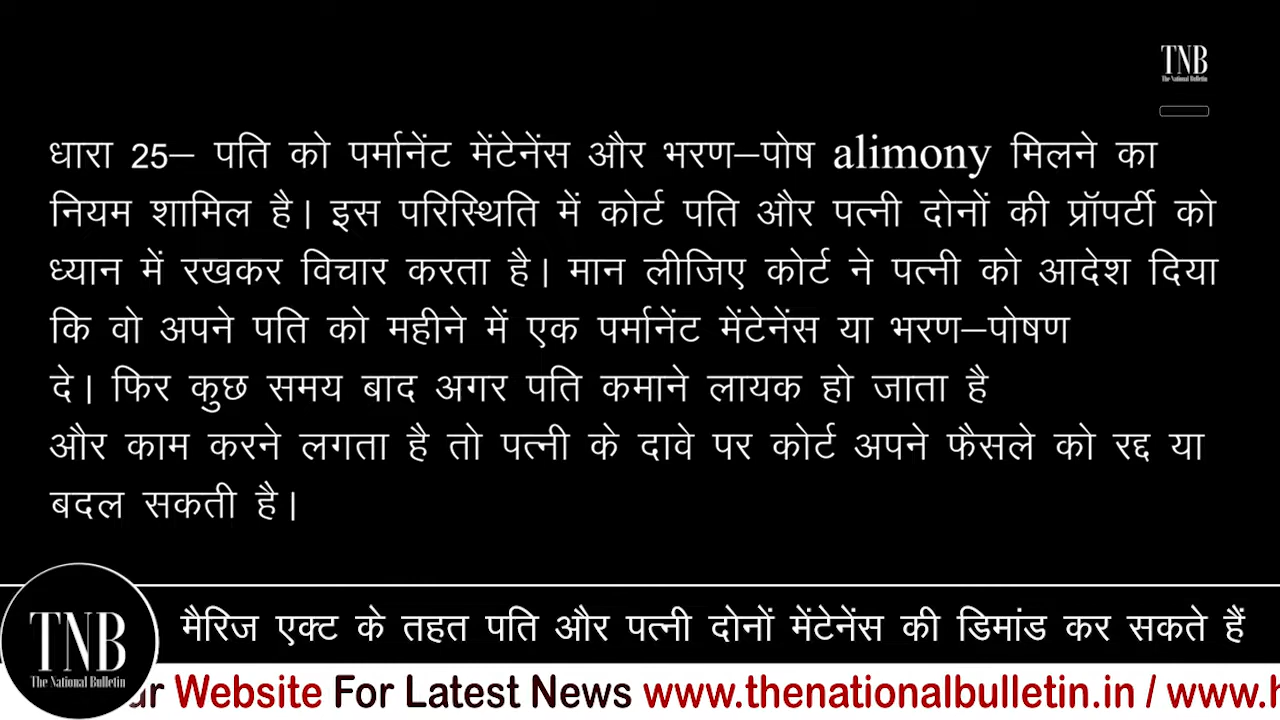 TNB
The National Bulletin
धारा 25– पति को पर्मानेंट मेंटेनेंस और भरण–पोष alimony मिलने का
नियम शामिल है। इस परिस्थिति में कोर्ट पति और पत्नी दोनों की प्रॉपर्टी को
ध्यान में रखकर विचार करता है। मान लीजिए कोर्ट ने पत्नी को आदेश दिया
कि वो अपने पति को महीने में एक पर्मानेंट मेंटेनेंस या भरण–पोषण
दे। फिर कुछ समय बाद अगर पति कमाने लायक हो जाता है
और काम करने लगता है तो पत्नी के दावे पर कोर्ट अपने फैसले को रद्द या
बदल सकती है।
मैरिज एक्ट के तहत पति और पत्नी दोनों मेंटेनेंस की डिमांड कर सकते हैं
TNB
The National Bulletin
Website For Latest News www.thenationalbulletin.in / www.